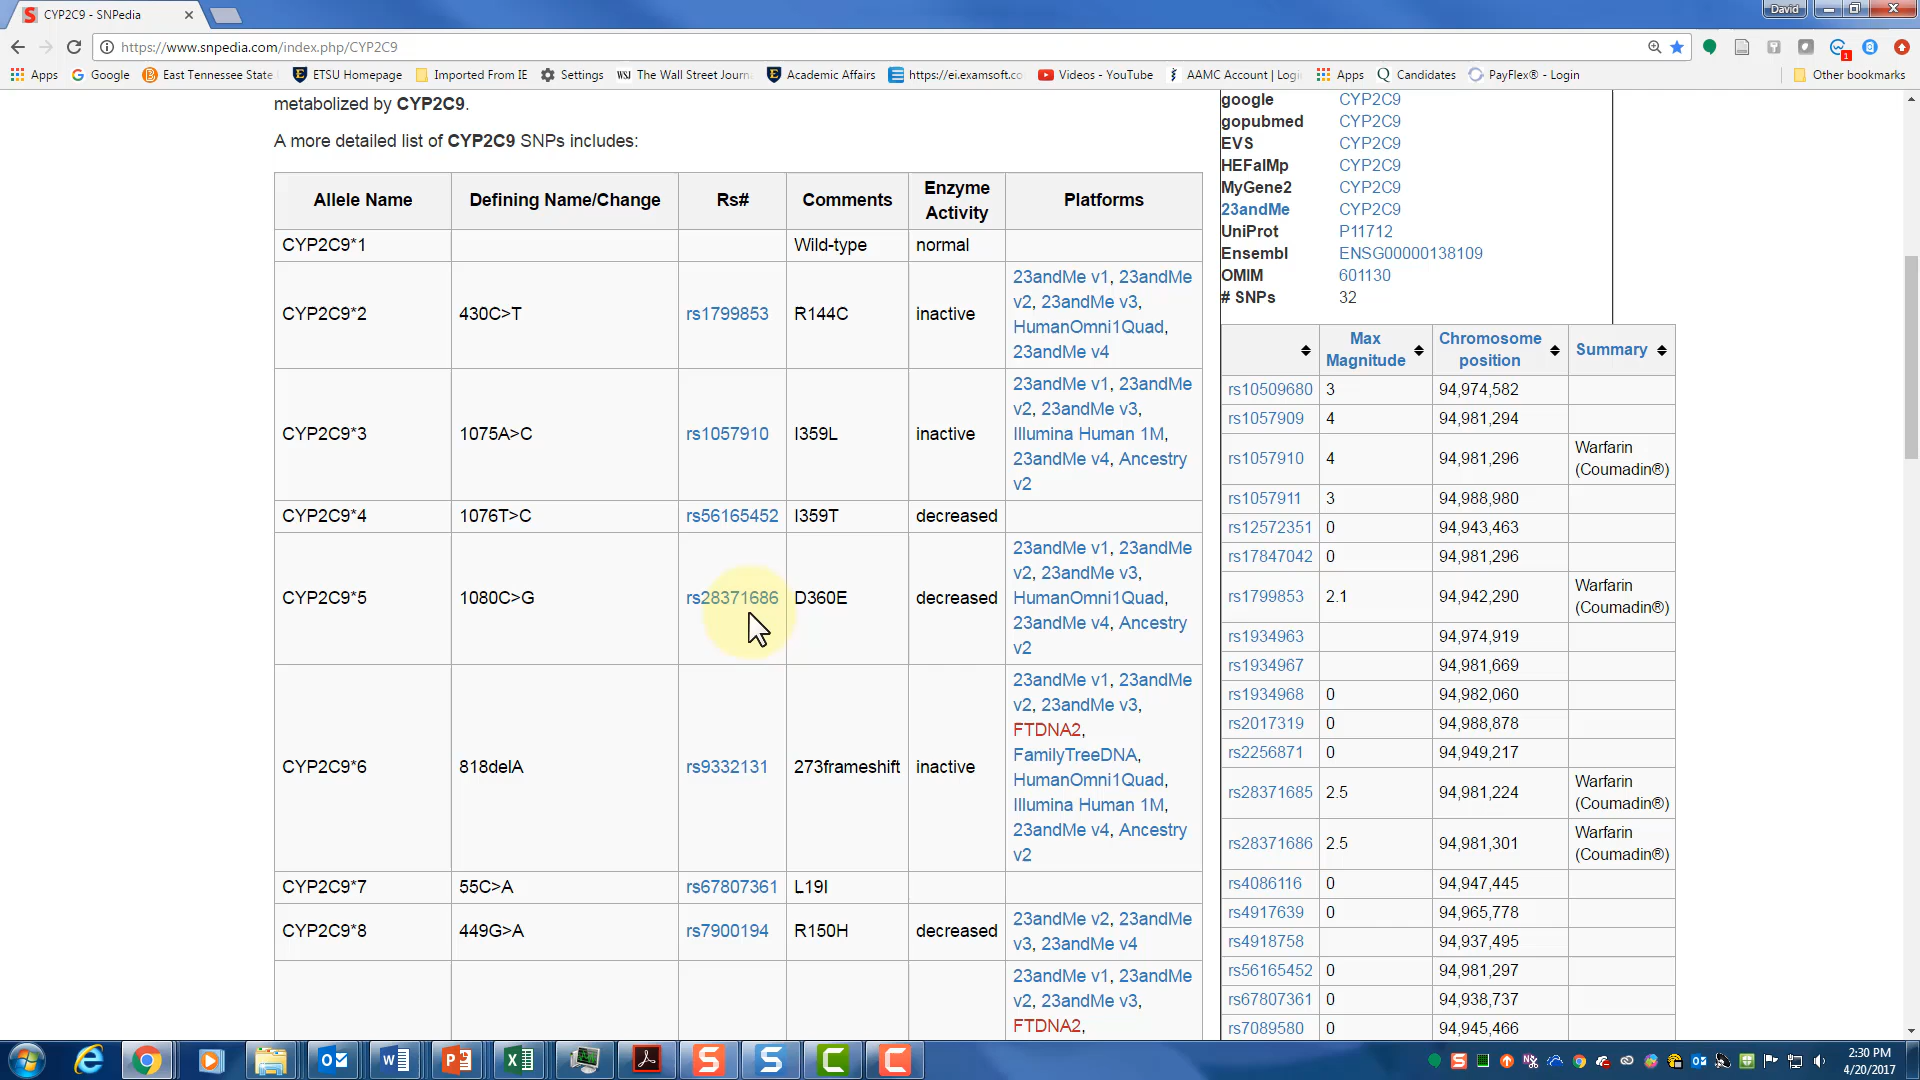 CYP2C9 - SNPedia
David
https://www.snpedia.com/index.php/CYP2C9
Apps Google East Tennessee State ETSU Homepage Imported From IE Settings The Wall Street Journ Academic Affairs https://ei.examsoft.co Videos - YouTube AAMC Account | Logi Apps Candidates PayFlex® - Login Other bookmarks
metabolized by CYP2C9.
A more detailed list of CYP2C9 SNPs includes:
Allele Name Defining Name/Change Rs# Comments Enzyme Activity Platforms
CYP2C9*1 Wild-type normal
CYP2C9*2 430C>T rs1799853 R144C inactive 23andMe v1, 23andMe
v2, 23andMe v3,
HumanOmni1Quad,
23andMe v4
CYP2C9*3 1075A>C rs1057910 I359L inactive 23andMe v1, 23andMe
v2, 23andMe v3,
Illumina Human 1M,
23andMe v4, Ancestry
v2
CYP2C9*4 1076T>C rs56165452 I359T decreased
CYP2C9*5 1080C>G rs28371686 D360E decreased 23andMe v1, 23andMe
v2, 23andMe v3,
HumanOmni1Quad,
23andMe v4, Ancestry
v2
CYP2C9*6 818delA rs9332131 273frameshift inactive 23andMe v1, 23andMe
v2, 23andMe v3,
FTDNA2,
FamilyTreeDNA,
HumanOmni1Quad,
Illumina Human 1M,
23andMe v4, Ancestry
v2
CYP2C9*7 55C>A rs67807361 L19I
CYP2C9*8 449G>A rs7900194 R150H decreased 23andMe v2, 23andMe
v3, 23andMe v4
23andMe v1, 23andMe
v2, 23andMe v3,
FTDNA2,
google CYP2C9
gopubmed CYP2C9
EVS CYP2C9
HEFalMp CYP2C9
MyGene2 CYP2C9
23andMe CYP2C9
UniProt P11712
Ensembl ENSG00000138109
OMIM 601130
# SNPs 32
Max Magnitude Chromosome position Summary
rs10509680 3 94,974,582
rs1057909 4 94,981,294
rs1057910 4 94,981,296 Warfarin (Coumadin®)
rs1057911 3 94,988,980
rs12572351 0 94,943,463
rs17847042 0 94,981,296
rs1799853 2.1 94,942,290 Warfarin (Coumadin®)
rs1934963 94,974,919
rs1934967 94,981,669
rs1934968 0 94,982,060
rs2017319 0 94,988,878
rs2256871 0 94,949,217
rs28371685 2.5 94,981,224 Warfarin (Coumadin®)
rs28371686 2.5 94,981,301 Warfarin (Coumadin®)
rs4086116 0 94,947,445
rs4917639 0 94,965,778
rs4918758 94,937,495
rs56165452 0 94,981,297
rs67807361 0 94,938,737
rs7089580 0 94,945,466
2:30 PM
4/20/2017